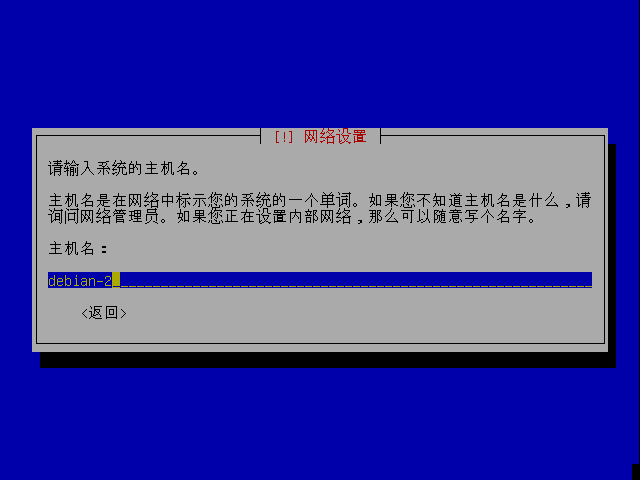 [!] 网络设置
请输入系统的主机名。
主机名是在网络中标示您的系统的一个单词。如果您不知道主机名是什么，请
询问网络管理员。如果您正在设置内部网络，那么可以随意写个名字。
主机名：
debian-2
<返回>